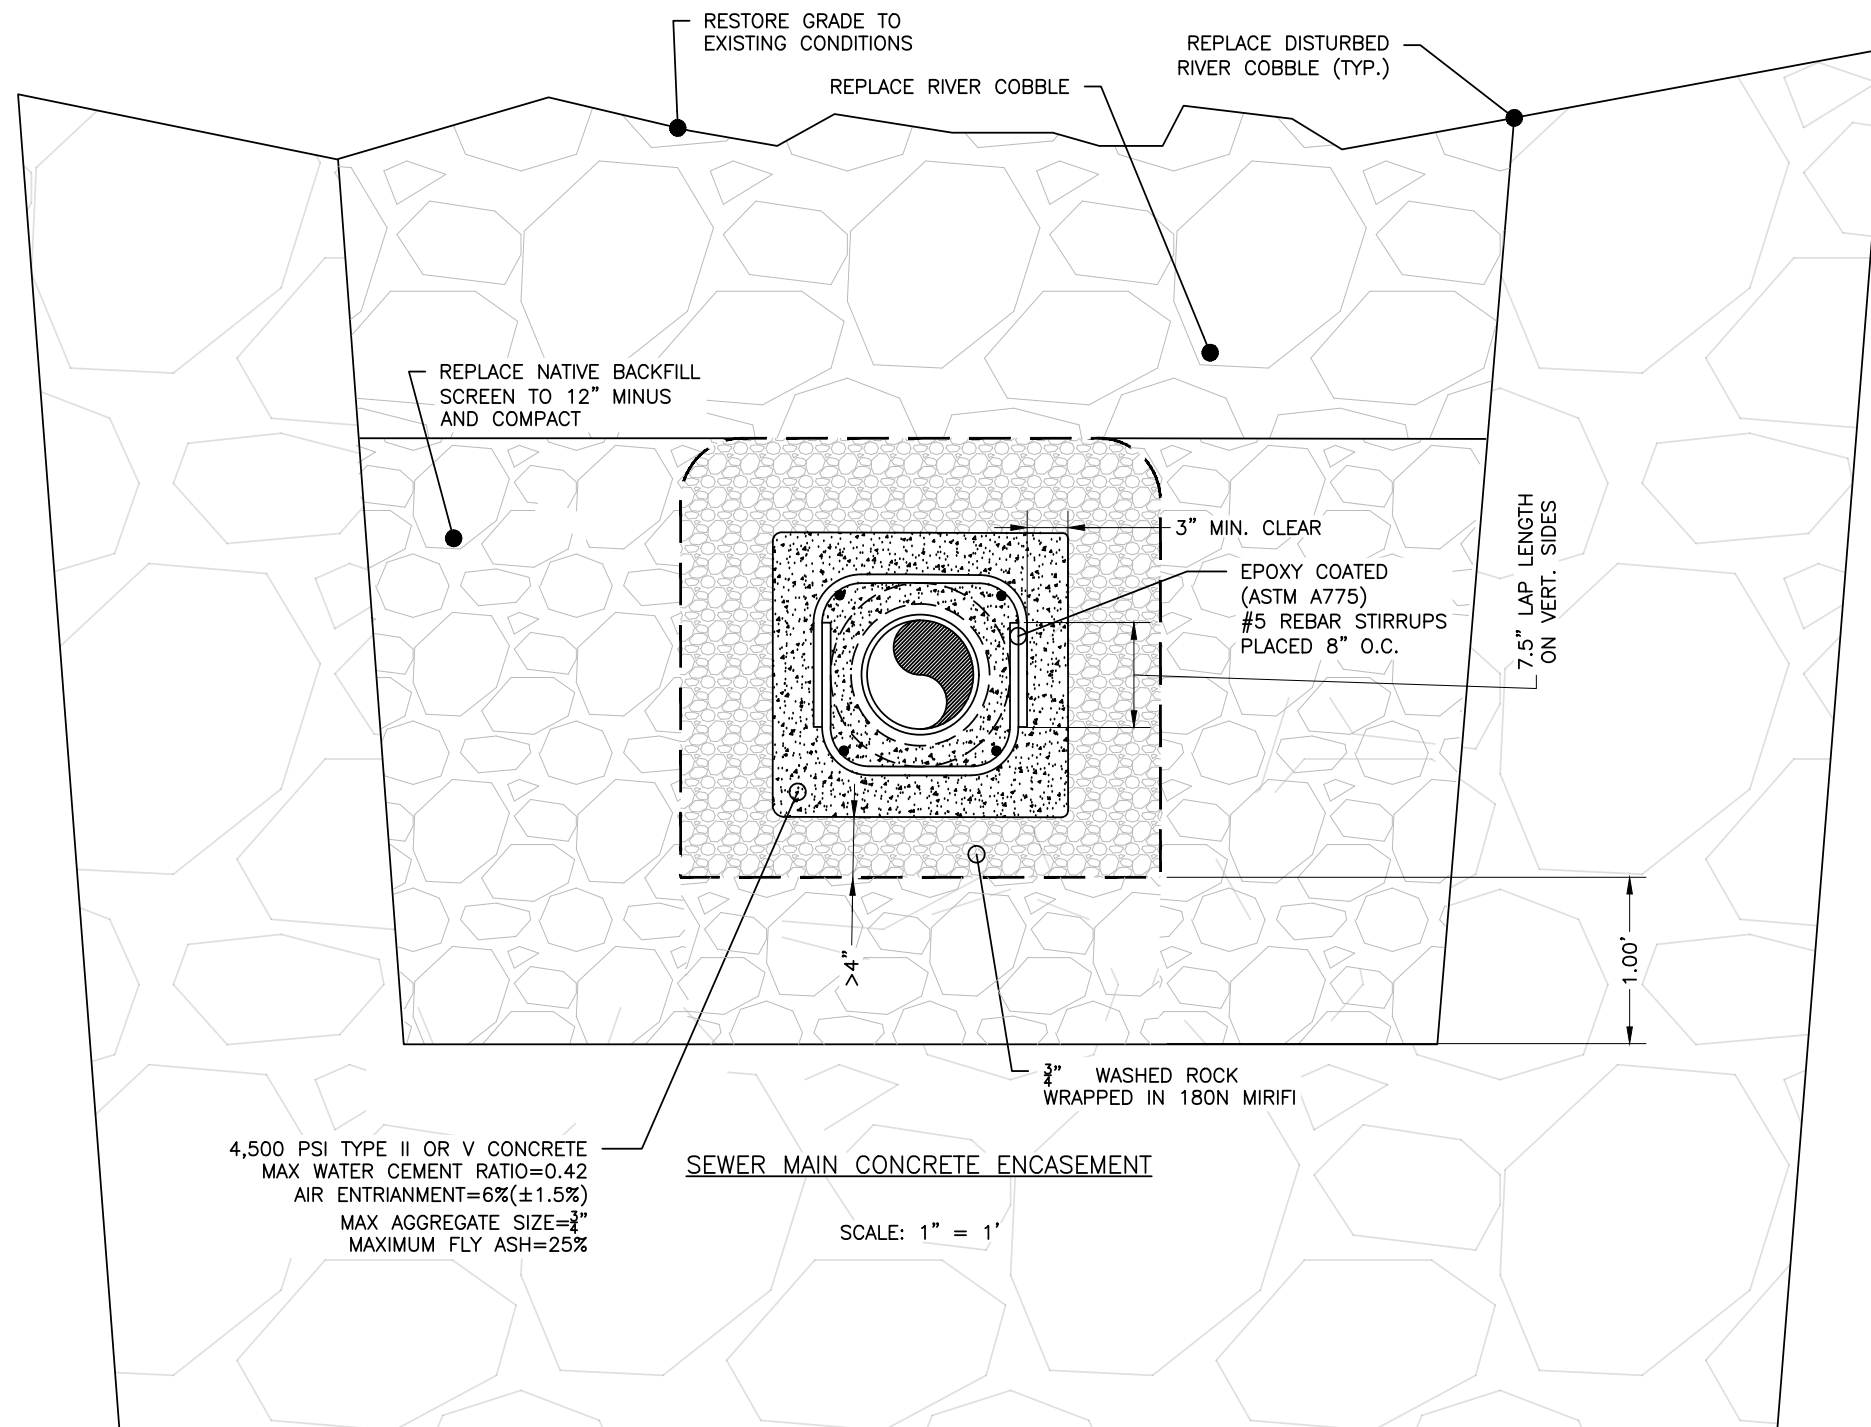 RESTORE GRADE TO
EXISTING CONDITIONS
REPLACE DISTURBED
RIVER COBBLE (TYP.)
REPLACE RIVER COBBLE
REPLACE NATIVE BACKFILL
SCREEN TO 12" MINUS
AND COMPACT
3" MIN. CLEAR
EPOXY COATED
(ASTM A775)
#5 REBAR STIRRUPS
PLACED 8" O.C.
7.5" LAP LENGTH
ON VERT. SIDES
>4"
1.00'
3/4" WASHED ROCK
WRAPPED IN 180N MIRIFI
4,500 PSI TYPE II OR V CONCRETE
MAX WATER CEMENT RATIO=0.42
AIR ENTRIANMENT=6%(±1.5%)
MAX AGGREGATE SIZE=3/4"
MAXIMUM FLY ASH=25%
SEWER MAIN CONCRETE ENCASEMENT
SCALE: 1" = 1'